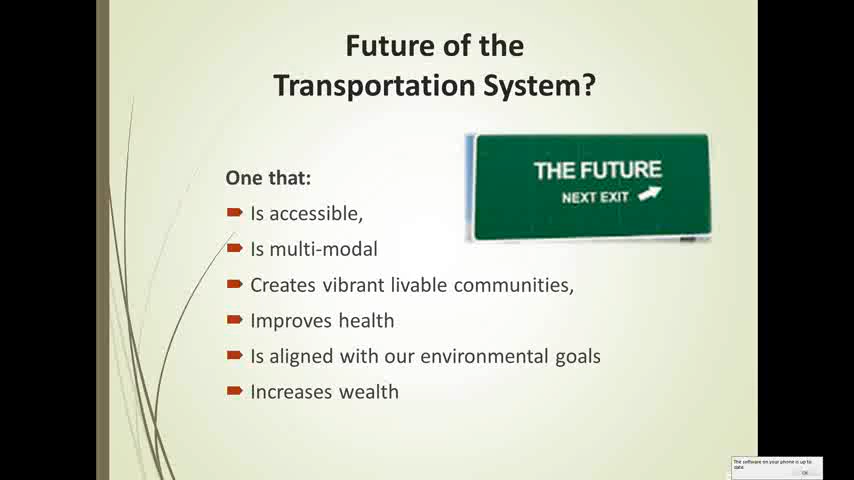 Future of the
Transportation System?
THE FUTURE
NEXT EXIT
One that:
Is accessible,
Is multi-modal
Creates vibrant livable communities,
Improves health
Is aligned with our environmental goals
Increases wealth
The software on your phone is up to
date.
OK